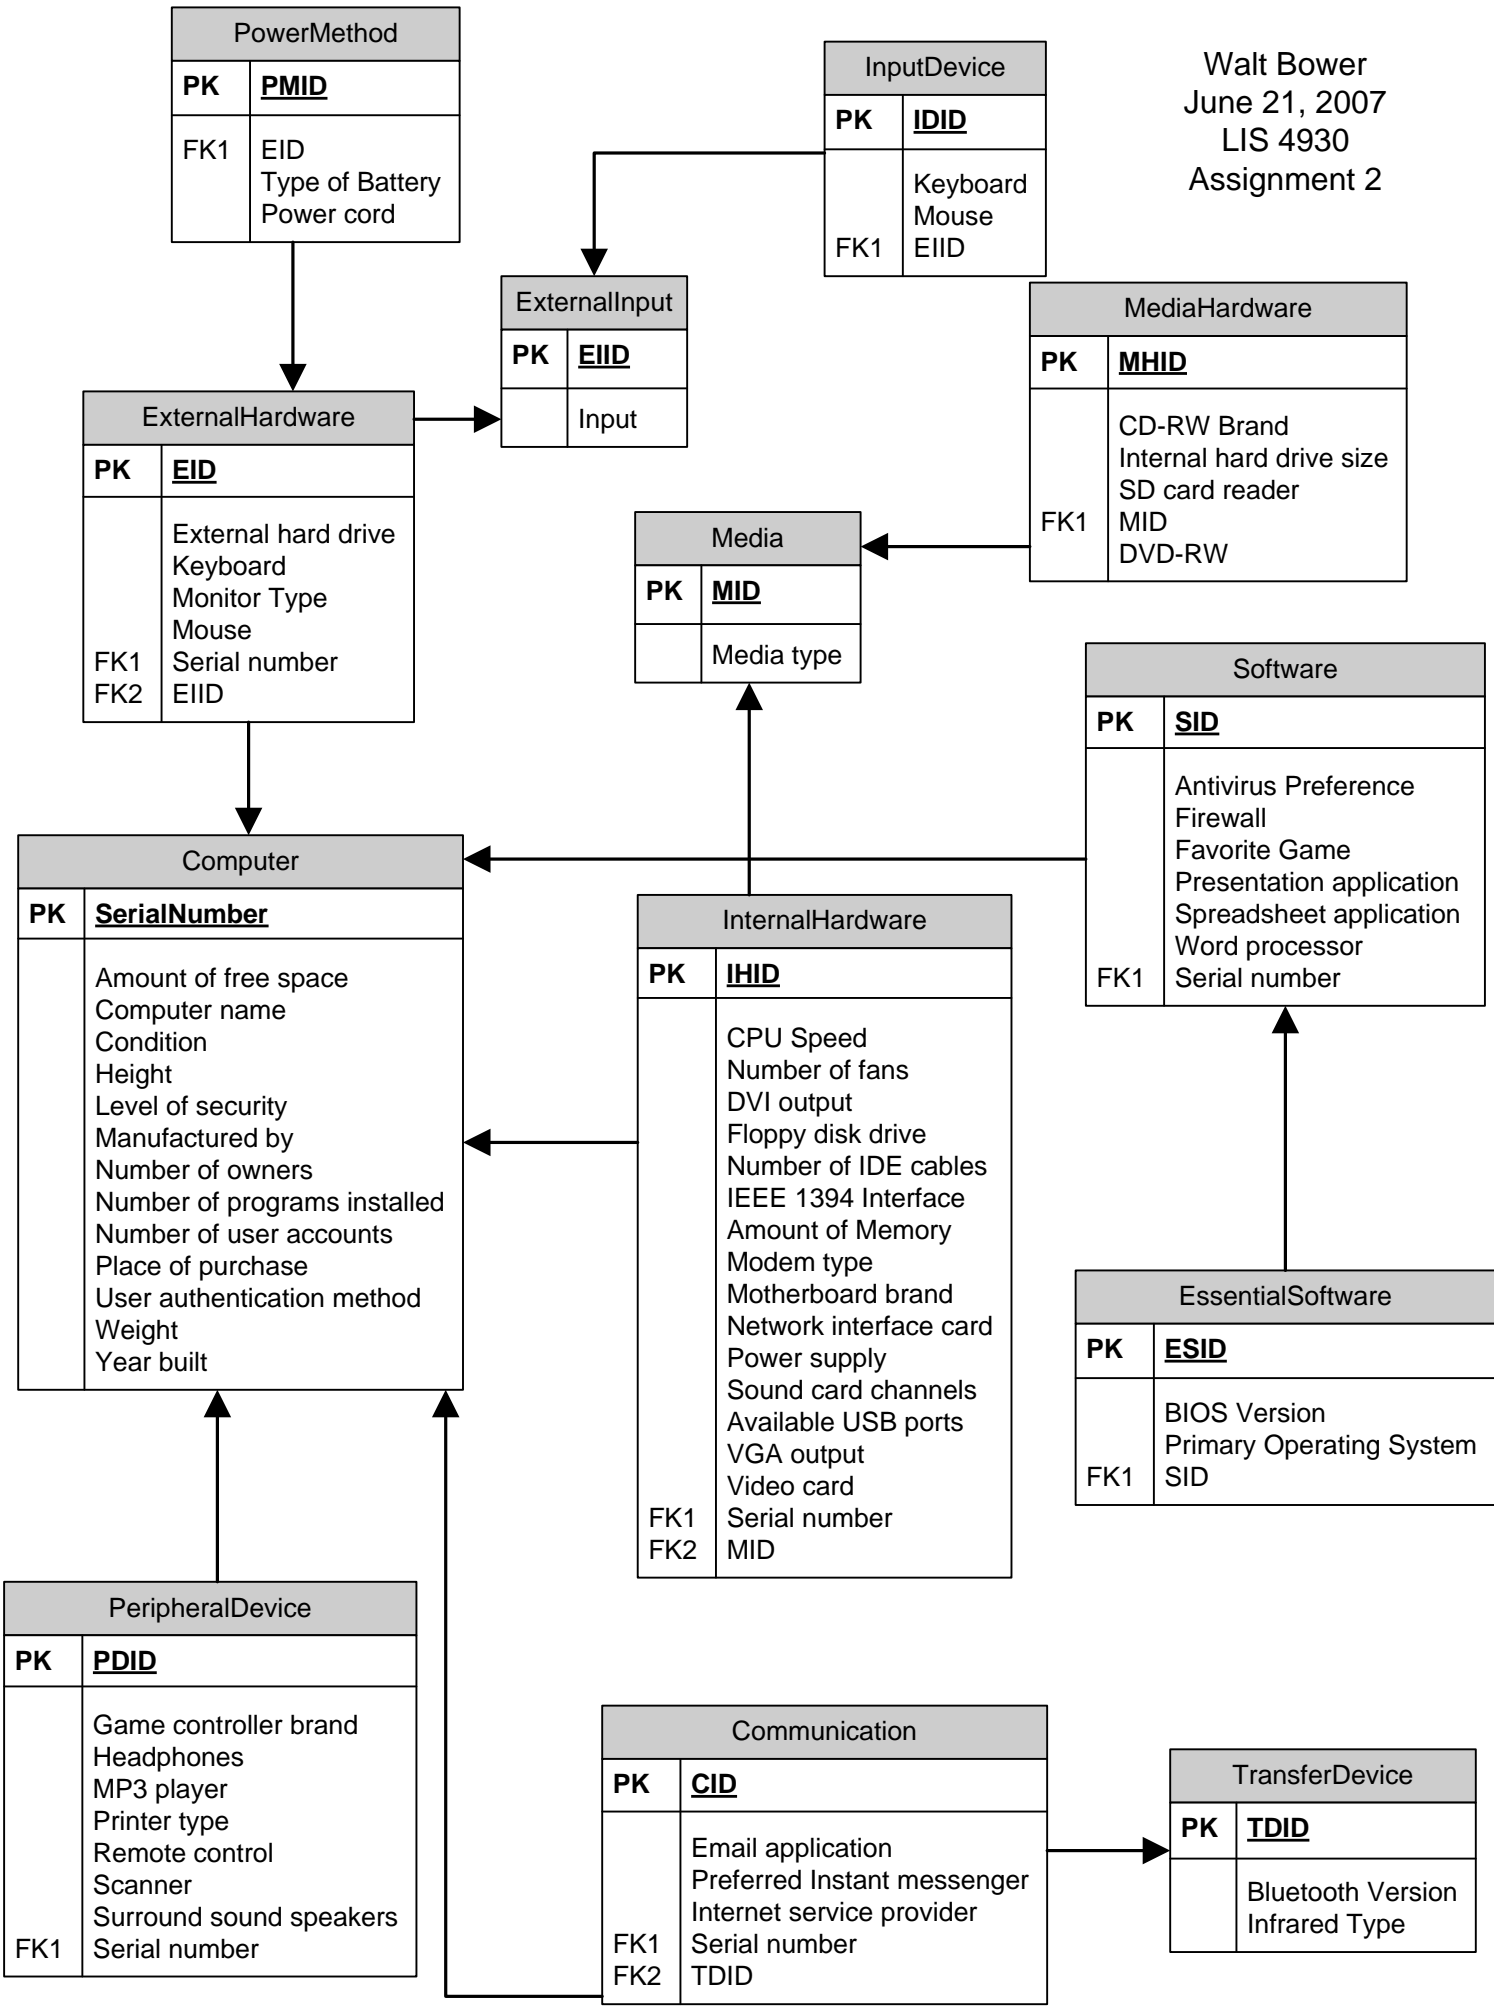 PowerMethod
PK PMID
FK1 EID
Type of Battery
Power cord
InputDevice
PK IDID
Keyboard
Mouse
FK1 EIID
Walt Bower
June 21, 2007
LIS 4930
Assignment 2
ExternalInput
PK EIID
Input
MediaHardware
PK MHID
CD-RW Brand
Internal hard drive size
SD card reader
FK1 MID
DVD-RW
ExternalHardware
PK EID
External hard drive
Keyboard
Monitor Type
Mouse
FK1 Serial number
FK2 EIID
Media
PK MID
Media type
Software
PK SID
Antivirus Preference
Firewall
Favorite Game
Presentation application
Spreadsheet application
Word processor
FK1 Serial number
Computer
PK SerialNumber
Amount of free space
Computer name
Condition
Height
Level of security
Manufactured by
Number of owners
Number of programs installed
Number of user accounts
Place of purchase
User authentication method
Weight
Year built
InternalHardware
PK IHID
CPU Speed
Number of fans
DVI output
Floppy disk drive
Number of IDE cables
IEEE 1394 Interface
Amount of Memory
Modem type
Motherboard brand
Network interface card
Power supply
Sound card channels
Available USB ports
VGA output
Video card
FK1 Serial number
FK2 MID
EssentialSoftware
PK ESID
BIOS Version
Primary Operating System
FK1 SID
PeripheralDevice
PK PDID
Game controller brand
Headphones
MP3 player
Printer type
Remote control
Scanner
Surround sound speakers
FK1 Serial number
Communication
PK CID
Email application
Preferred Instant messenger
Internet service provider
FK1 Serial number
FK2 TDID
TransferDevice
PK TDID
Bluetooth Version
Infrared Type